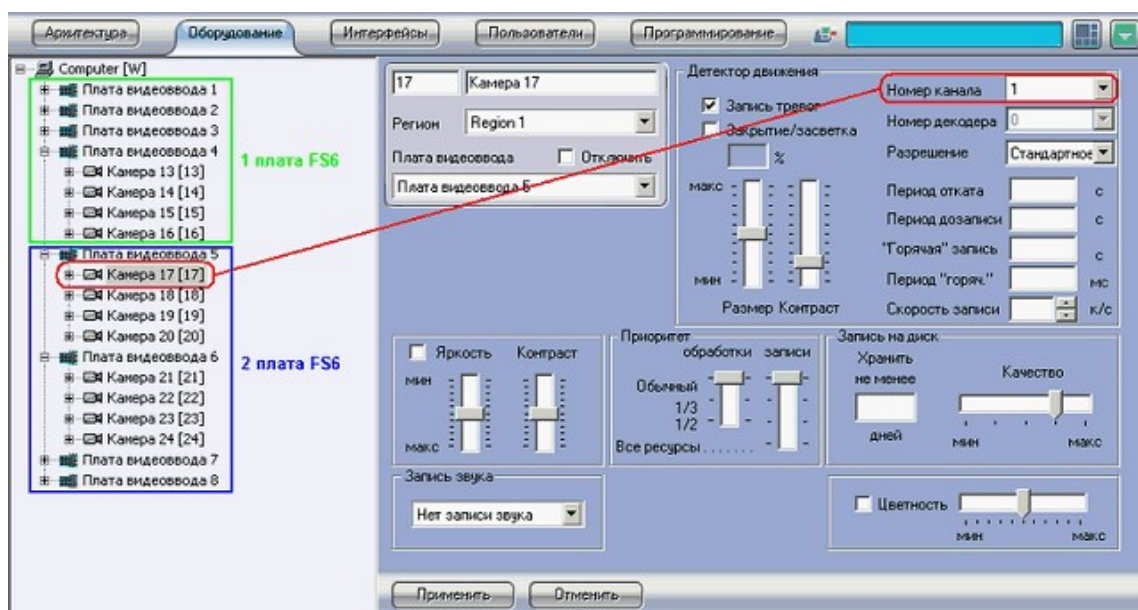 Архитектура Оборудование Интерфейсы Пользователи Программирование
Computer [W]
Плата видеоввода 1
Плата видеоввода 2
Плата видеоввода 3
Плата видеоввода 4
Камера 13 [13]
Камера 14 [14]
Камера 15 [15]
Камера 16 [16]
1 плата FS6
Плата видеоввода 5
Камера 17 [17]
Камера 18 [18]
Камера 19 [19]
Камера 20 [20]
Плата видеоввода 6
2 плата FS6
Камера 21 [21]
Камера 22 [22]
Камера 23 [23]
Камера 24 [24]
Плата видеоввода 7
Плата видеоввода 8
17 Камера 17
Регион Region 1
Плата видеоввода Отключить
Плата видеоввода 5
Детектор движения
Запись тревог
Закрытие/засветка
%
макс
мин
Размер Контраст
Номер канала 1
Номер декодера 0
Разрешение Стандартное
Период отката с
Период дозаписи с
"Горячая" запись с
Период "горяч." мс
Скорость записи к/с
Яркость Контраст
мин
макс
Приоритет
обработки записи
Обычный
1/3
1/2
Все ресурсы . . . . . . .
Запись на диск
Хранить
не менее
дней
Качество
мин макс
Запись звука
Нет записи звука
Цветность
мин макс
Применить Отменить